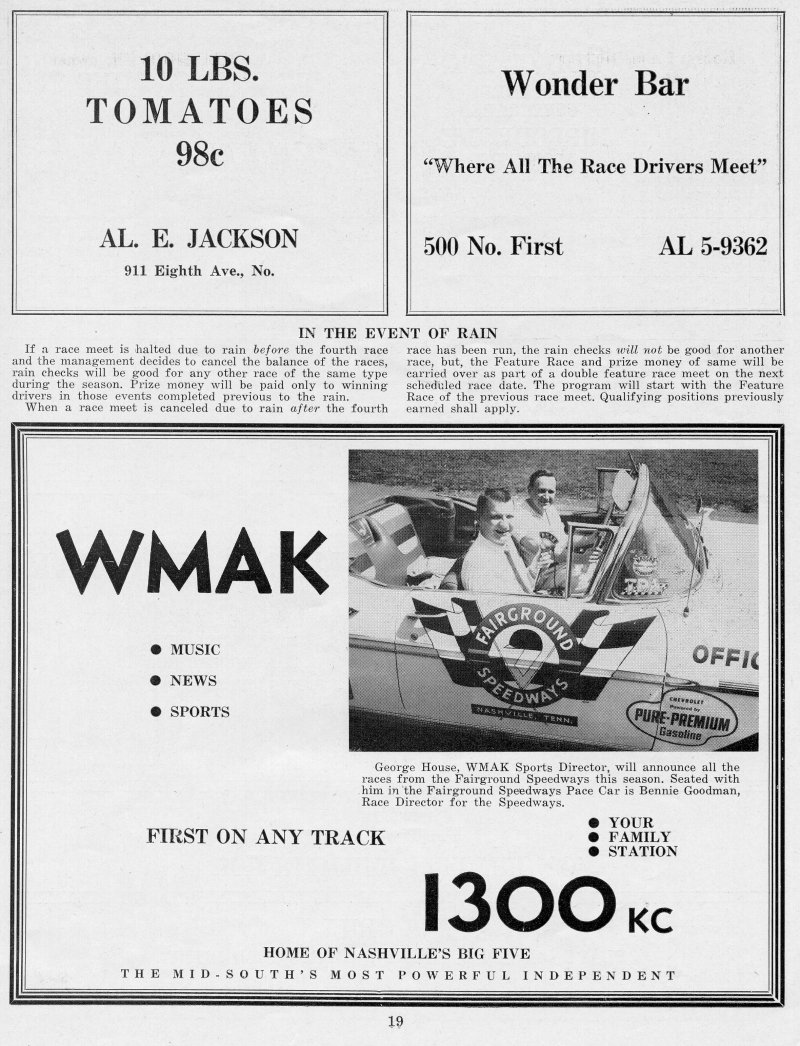 10 LBS.
TOMATOES
98c
AL. E. JACKSON
911 Eighth Ave., No.
Wonder Bar
“Where All The Race Drivers Meet”
500 No. First AL 5-9362
IN THE EVENT OF RAIN
If a race meet is halted due to rain before the fourth race
and the management decides to cancel the balance of the races,
rain checks will be good for any other race of the same type
during the season. Prize money will be paid only to winning
drivers in those events completed previous to the rain.
When a race meet is canceled due to rain after the fourth
race has been run, the rain checks will not be good for another
race, but, the Feature Race and prize money of same will be
carried over as part of a double feature race meet on the next
scheduled race date. The program will start with the Feature
Race of the previous race meet. Qualifying positions previously
earned shall apply.
WMAK
● MUSIC
● NEWS
● SPORTS
FAIRGROUND
SPEEDWAYS
NASHVILLE, TENN.
OFFIC
CHEVROLET
Powered by
PURE-PREMIUM
Gasoline
George House, WMAK Sports Director, will announce all the
races from the Fairground Speedways this season. Seated with
him in the Fairground Speedways Pace Car is Bennie Goodman,
Race Director for the Speedways.
FIRST ON ANY TRACK
● YOUR
● FAMILY
● STATION
1300 KC
HOME OF NASHVILLE’S BIG FIVE
THE MID-SOUTH’S MOST POWERFUL INDEPENDENT
19